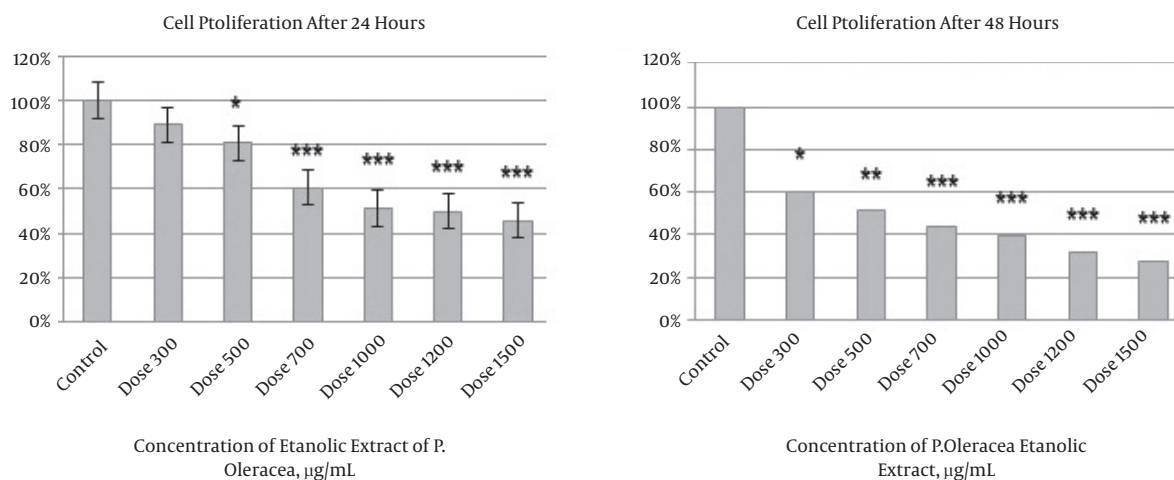 Cell Ptoliferation After 24 Hours
120%
100%
80%
60%
40%
20%
0%
*
***
***
***
***
Control
Dose 300
Dose 500
Dose 700
Dose 1000
Dose 1200
Dose 1500
Concentration of Etanolic Extract of P.
Oleracea, µg/mL
Cell Ptoliferation After 48 Hours
120%
100%
80%
60%
40%
20%
0%
*
**
***
***
***
***
Control
Dose 300
Dose 500
Dose 700
Dose 1000
Dose 1200
Dose 1500
Concentration of P.Oleracea Etanolic
Extract, µg/mL